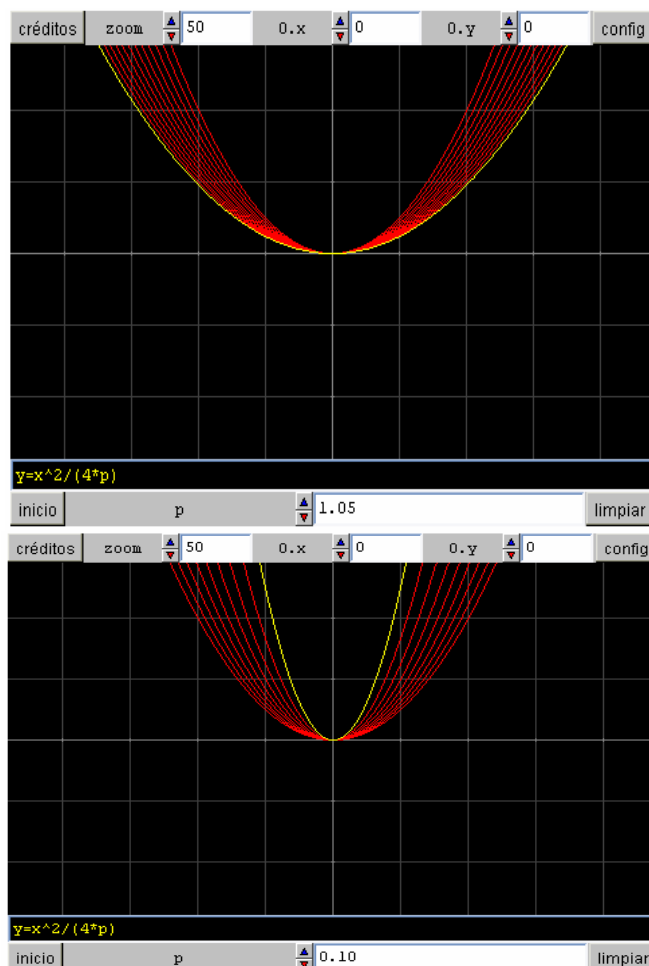 créditos zoom 50 0.x 0 0.y 0 config
y=x^2/(4*p)
inicio p 1.05 limpiar
créditos zoom 50 0.x 0 0.y 0 config
y=x^2/(4*p)
inicio p 0.10 limpiar